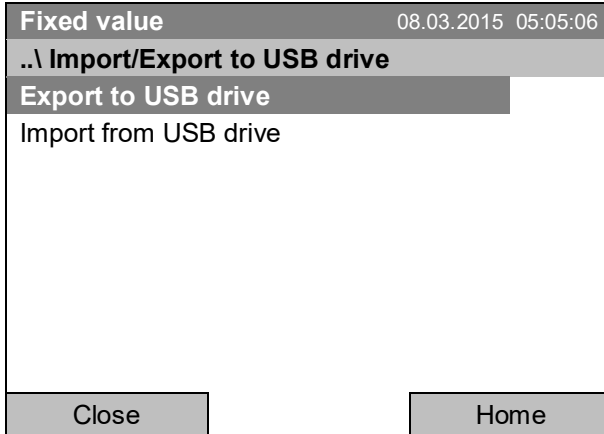 Fixed value 08.03.2015 05:05:06
..\ Import/Export to USB drive
Export to USB drive
Import from USB drive
Close Home